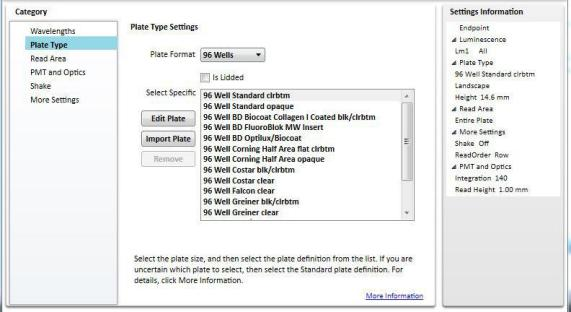 Category
Wavelengths
Plate Type
Read Area
PMT and Optics
Shake
More Settings
Plate Type Settings
Plate Format 96 Wells
Is Lidded
Select Specific
Edit Plate
Import Plate
Remove
96 Well Standard clrbtm
96 Well Standard opaque
96 Well BD Biocoat Collagen I Coated blk/clrbtm
96 Well BD FluoroBlok MW Insert
96 Well BD Optilux/Biocoat
96 Well Corning Half Area flat clrbtm
96 Well Corning Half Area opaque
96 Well Costar blk/clrbtm
96 Well Costar clear
96 Well Falcon clear
96 Well Greiner blk/clrbtm
96 Well Greiner clear
Select the plate size, and then select the plate definition from the list. If you are
uncertain which plate to select, then select the Standard plate definition. For
details, click More Information.
More Information
Settings Information
Endpoint
Luminescence
Lm1 All
Plate Type
96 Well Standard clrbtm
Landscape
Height 14.6 mm
Read Area
Entire Plate
More Settings
Shake Off
ReadOrder Row
PMT and Optics
Integration 140
Read Height 1.00 mm